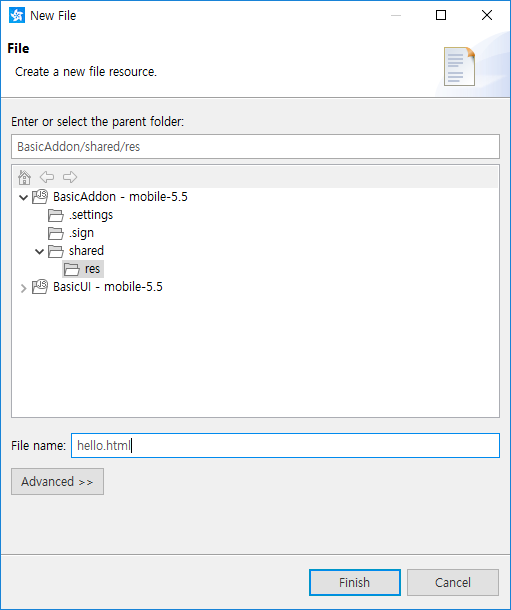 New File
File
Create a new file resource.
Enter or select the parent folder:
BasicAddon/shared/res
BasicAddon - mobile-5.5
.settings
.sign
shared
res
BasicUI - mobile-5.5
File name: hello.html
Advanced >>
Finish Cancel